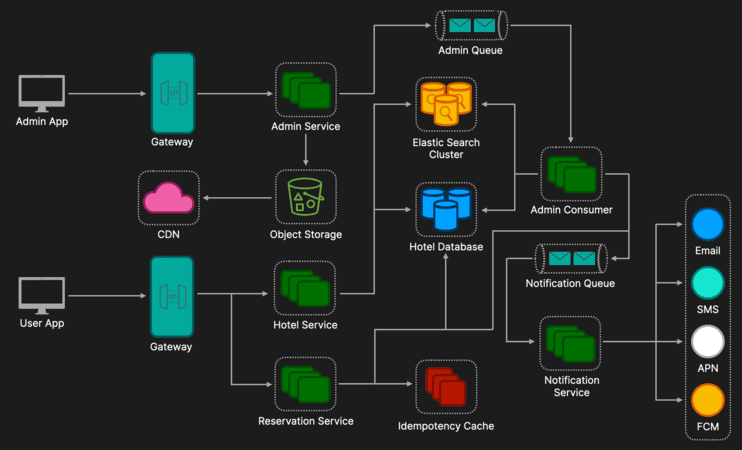 Admin Queue
Admin App
Gateway
Admin Service
Elastic Search
Cluster
Admin Consumer
CDN
Object Storage
Hotel Database
Email
Notification Queue
SMS
User App
Gateway
Hotel Service
APN
Notification
Service
Reservation Service
Idempotency Cache
FCM